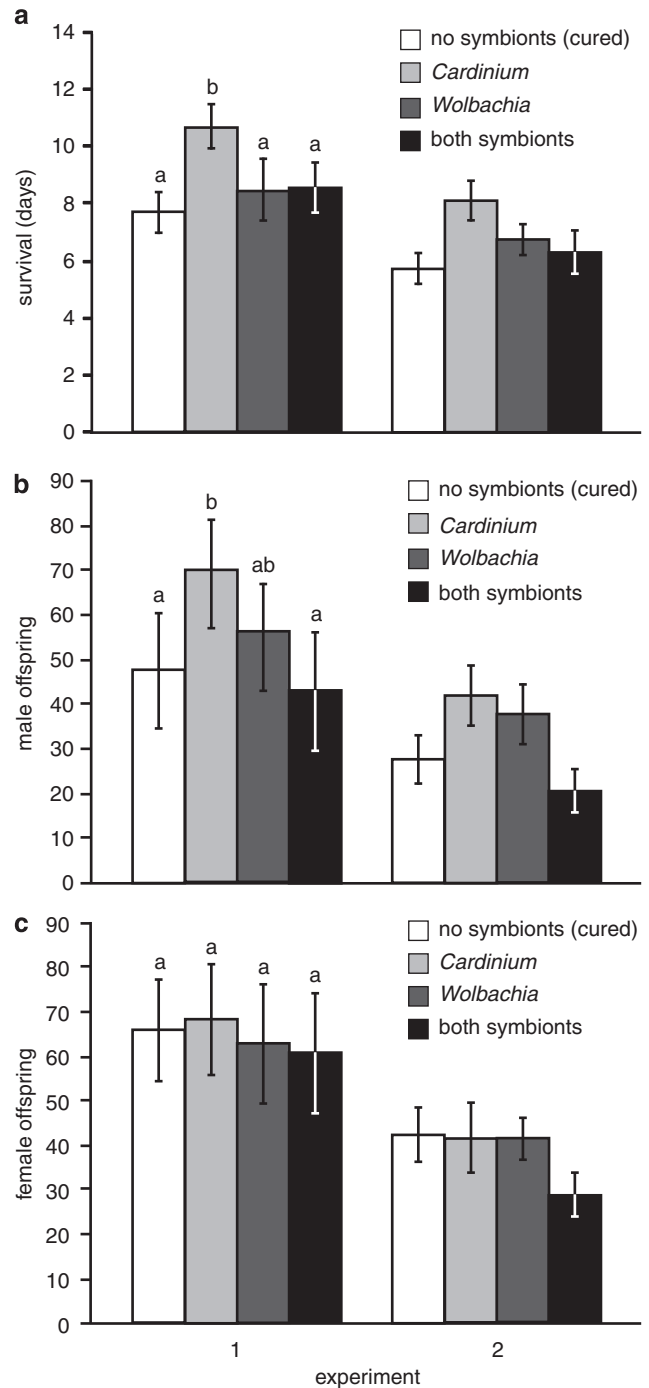 a
14
12
10
8
6
4
2
0
survival (days)
no symbionts (cured)
Cardinium
Wolbachia
both symbionts
a
b
a
a
b
90
80
70
60
50
40
30
20
10
0
male offspring
no symbionts (cured)
Cardinium
Wolbachia
both symbionts
a
b
ab
a
c
90
80
70
60
50
40
30
20
10
0
female offspring
no symbionts (cured)
Cardinium
Wolbachia
both symbionts
a
a
a
a
1
2
experiment